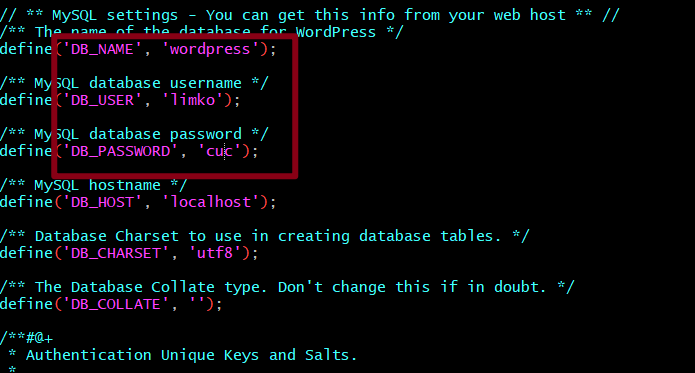 // ** MySQL settings - You can get this info from your web host ** //
/** The name of the database for WordPress */
define('DB_NAME', 'wordpress');
/** MySQL database username */
define('DB_USER', 'limko');
/** MySQL database password */
define('DB_PASSWORD', 'cuc');
/** MySQL hostname */
define('DB_HOST', 'localhost');
/** Database Charset to use in creating database tables. */
define('DB_CHARSET', 'utf8');
/** The Database Collate type. Don't change this if in doubt. */
define('DB_COLLATE', '');
/**#@+
 * Authentication Unique Keys and Salts.
 *